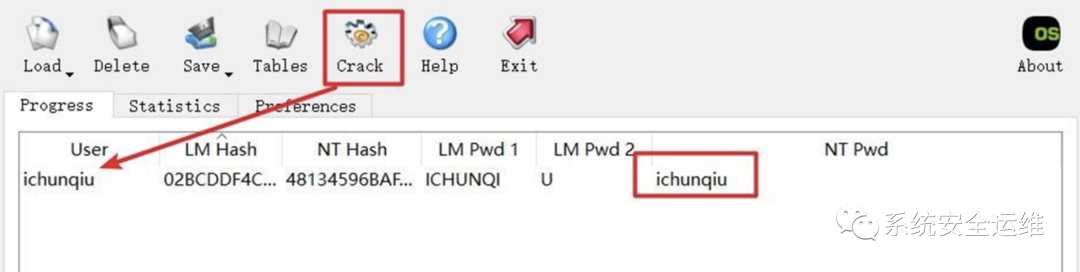 OS
Load Delete Save Tables Crack Help Exit About
Progress Statistics Preferences
User LM Hash NT Hash LM Pwd 1 LM Pwd 2 NT Pwd
ichunqiu 02BCDDF4C... 48134596BAF... ICHUNQI U ichunqiu
系统安全运维